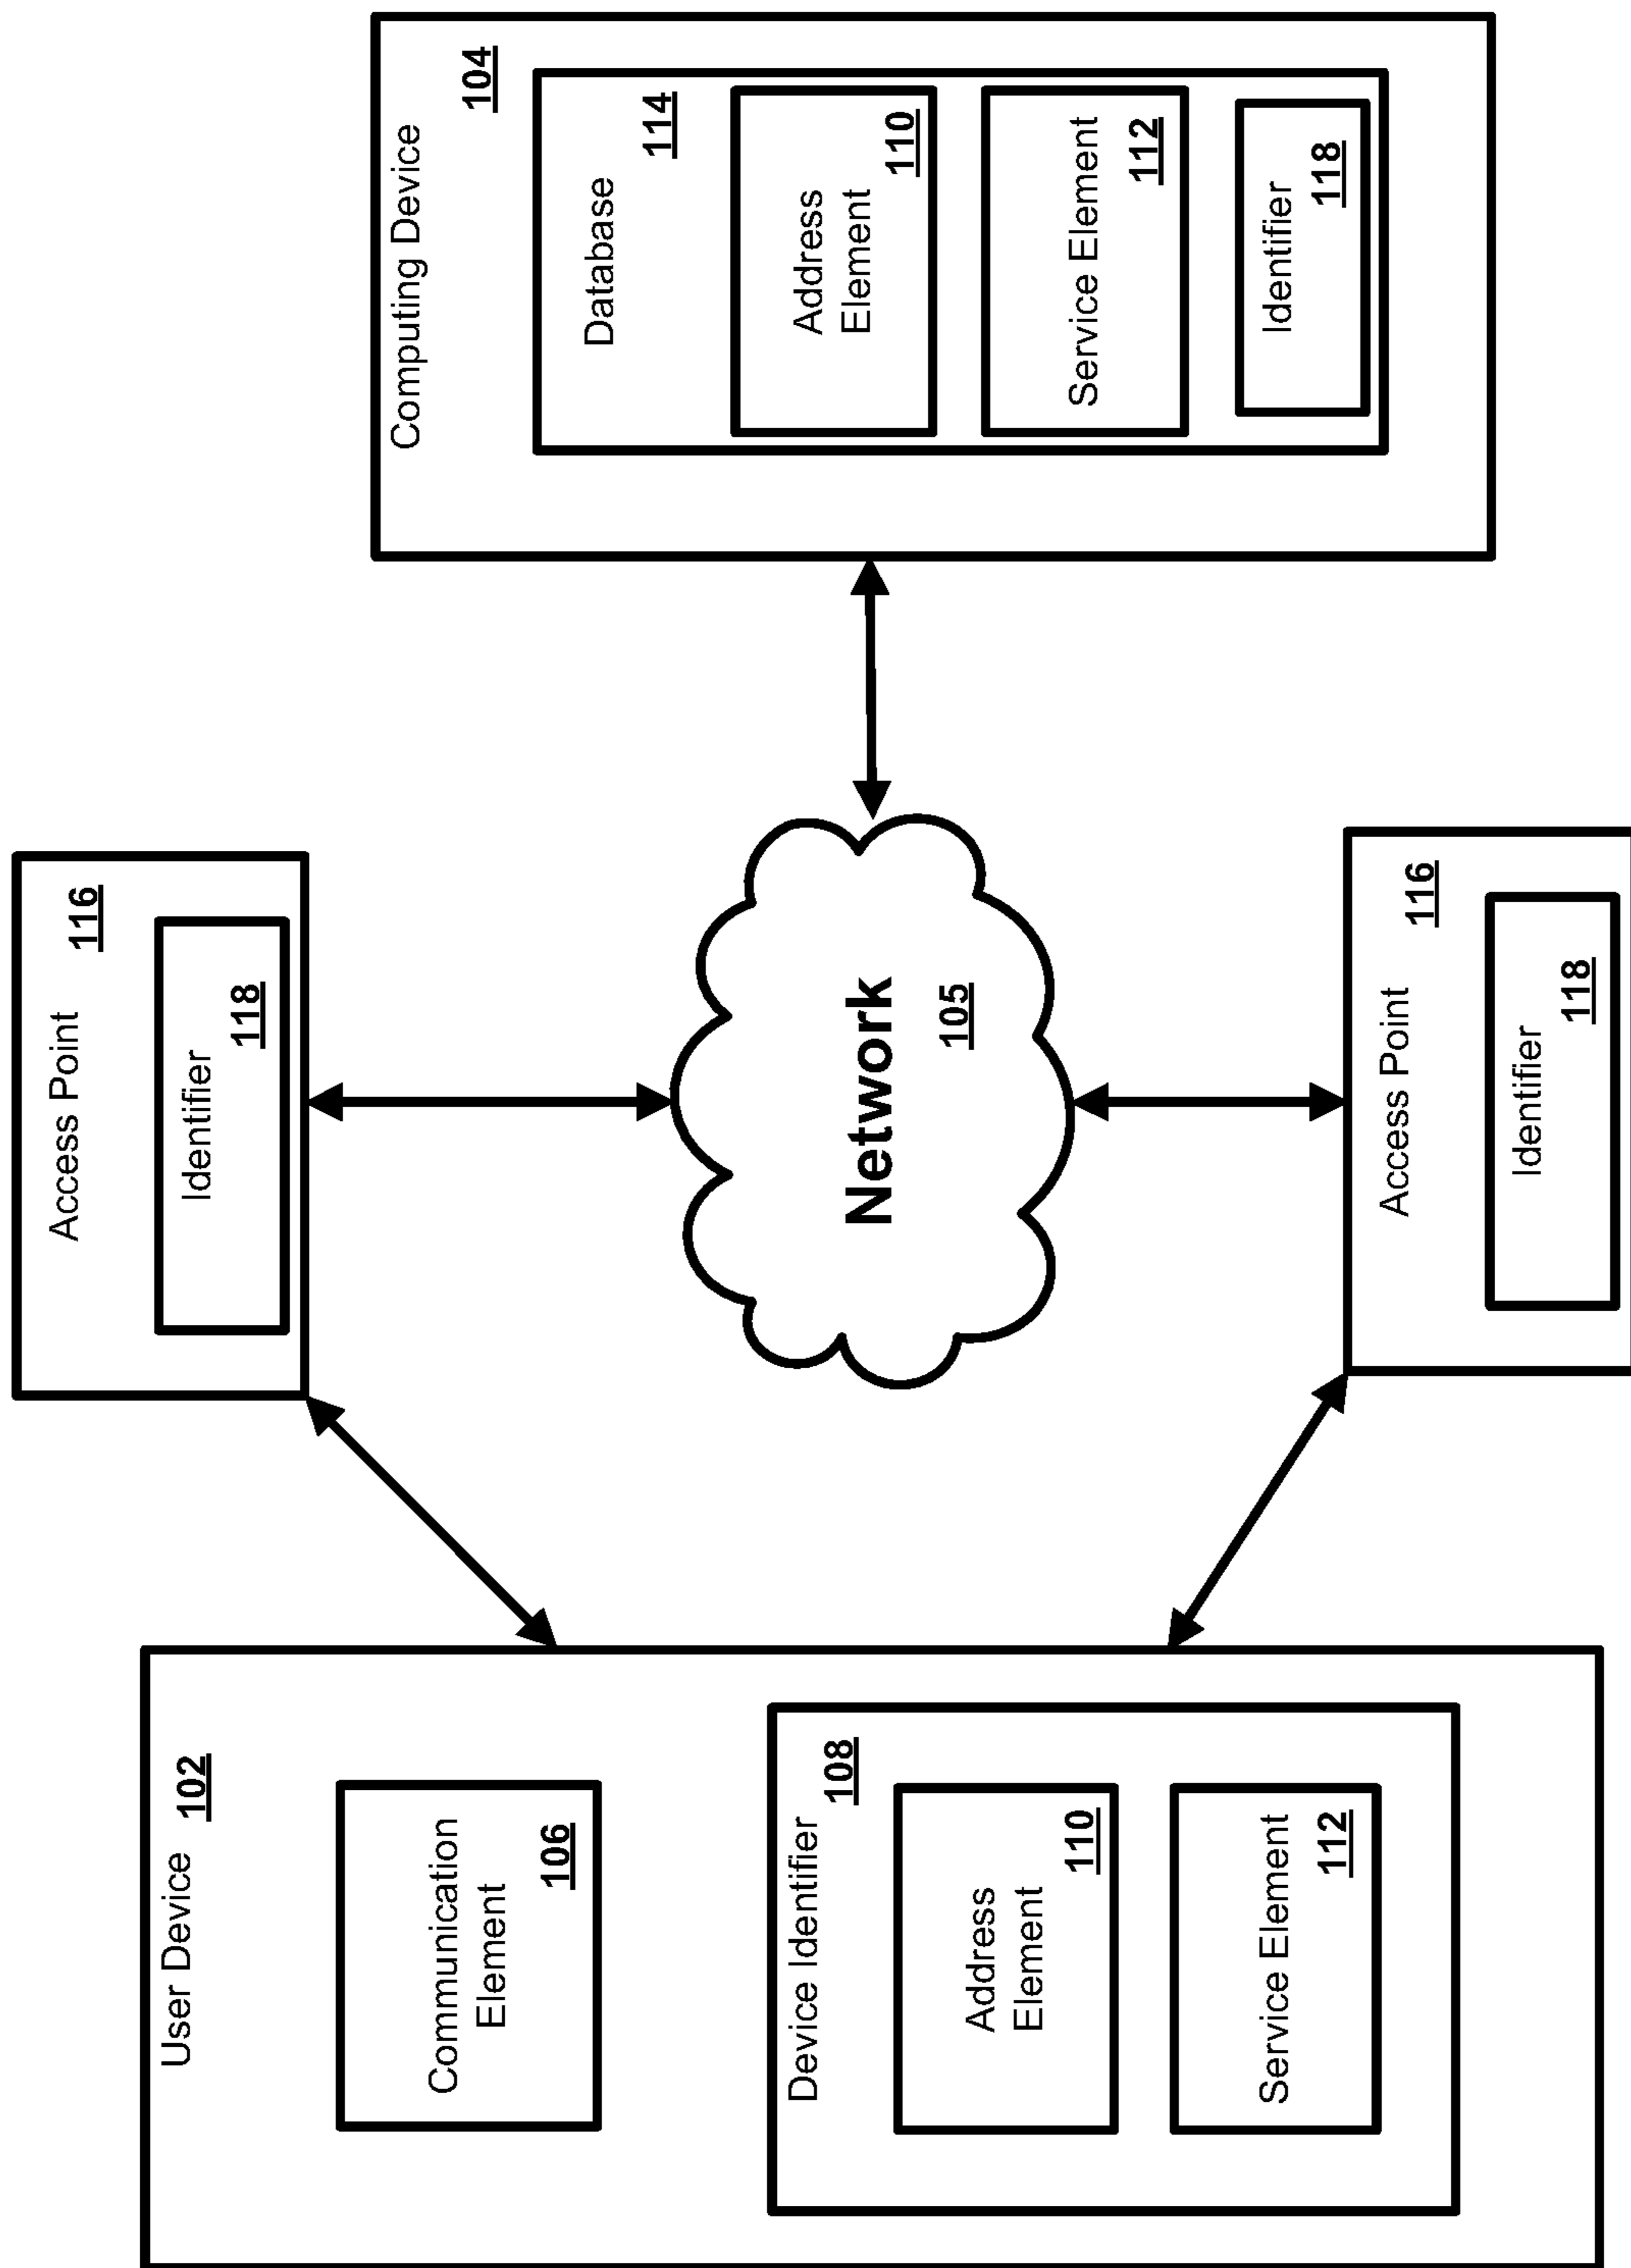 User Device
102
Communication
Element
106
Device Identifier
108
Address
Element
110
Service Element
112
Access Point
116
Identifier
118
Network
105
Access Point
116
Identifier
118
Computing Device
104
Database
114
Address
Element
110
Service Element
112
Identifier
118